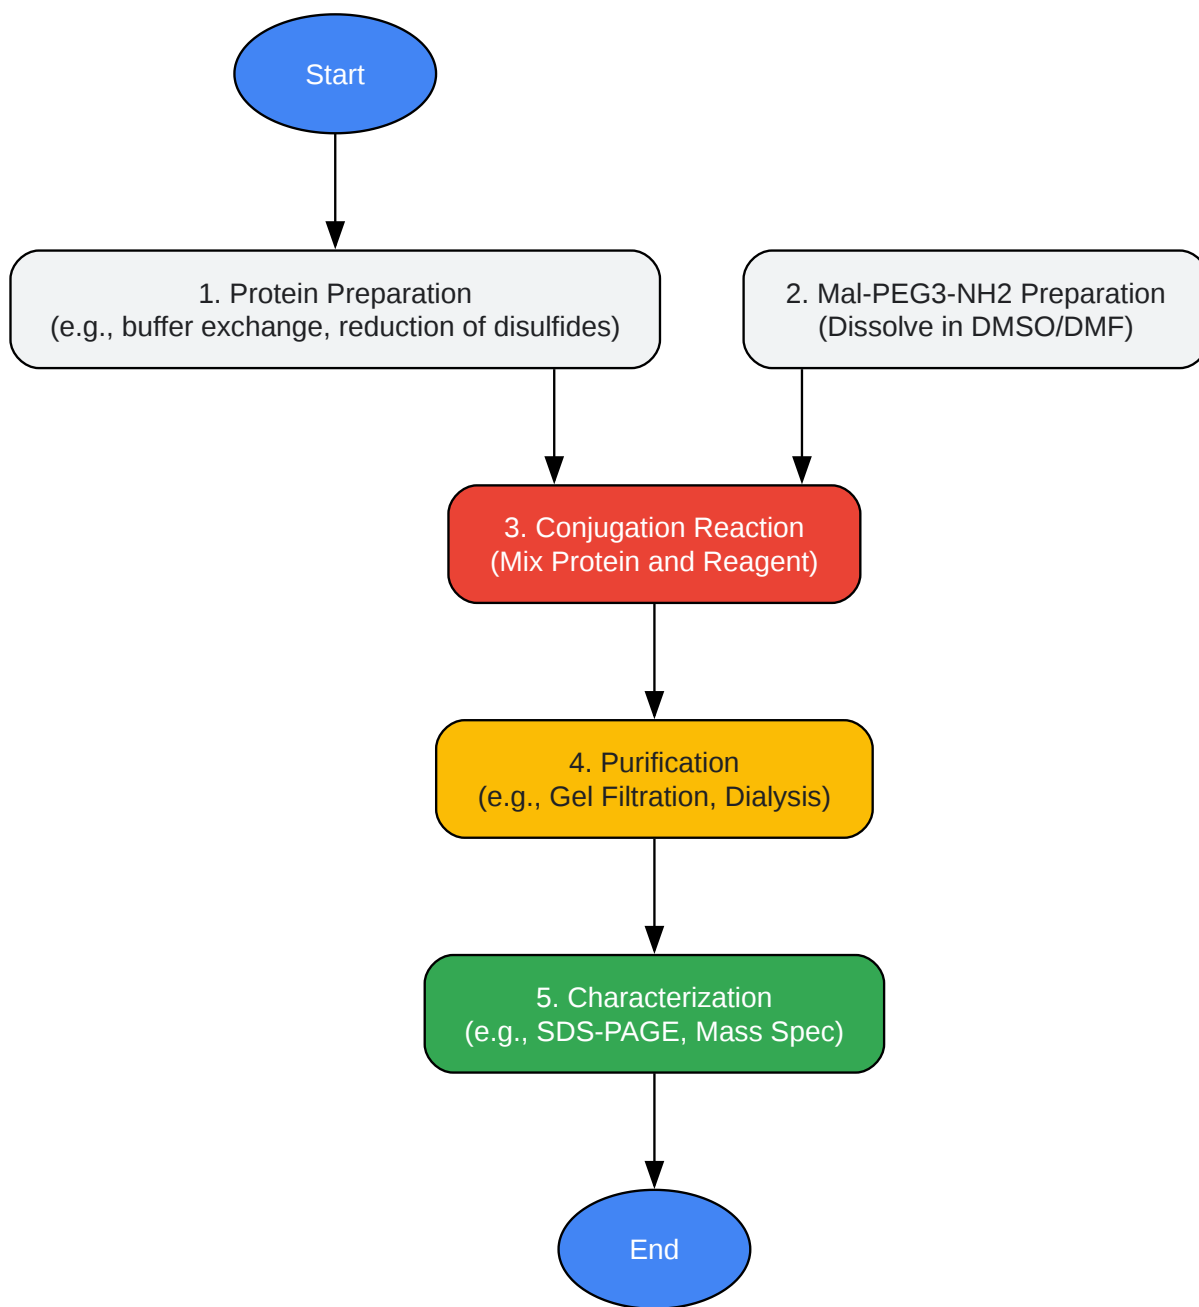 Start
1. Protein Preparation
(e.g., buffer exchange, reduction of disulfides)
2. Mal-PEG3-NH2 Preparation
(Dissolve in DMSO/DMF)
3. Conjugation Reaction
(Mix Protein and Reagent)
4. Purification
(e.g., Gel Filtration, Dialysis)
5. Characterization
(e.g., SDS-PAGE, Mass Spec)
End